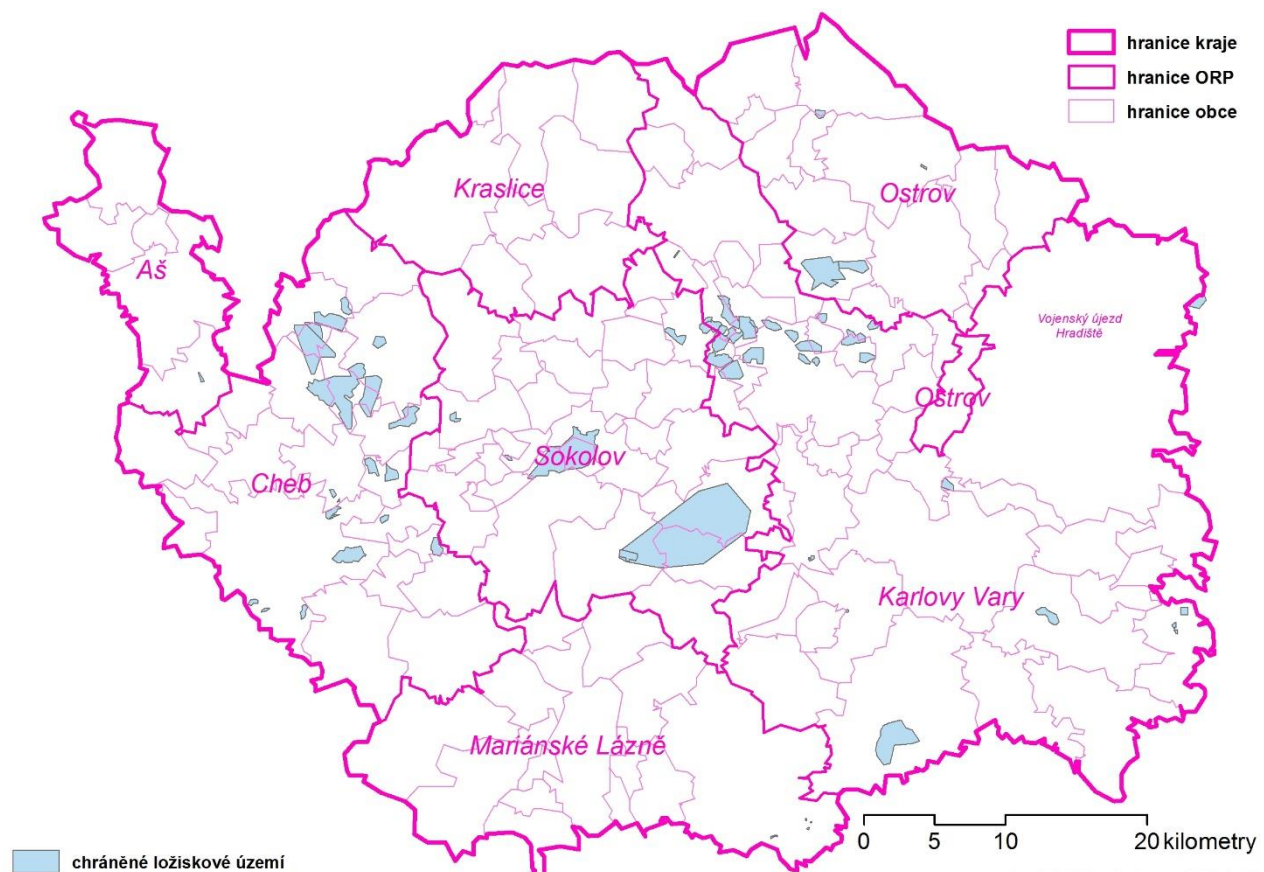 hranice kraje
hranice ORP
hranice obce
Kraslice
Ostrov
Aš
Vojenský újezd
Hradiště
Ostrov
Sokolov
Cheb
Karlovy Vary
Mariánské Lázně
0 5 10 20 kilometry
chráněné ložiskové území